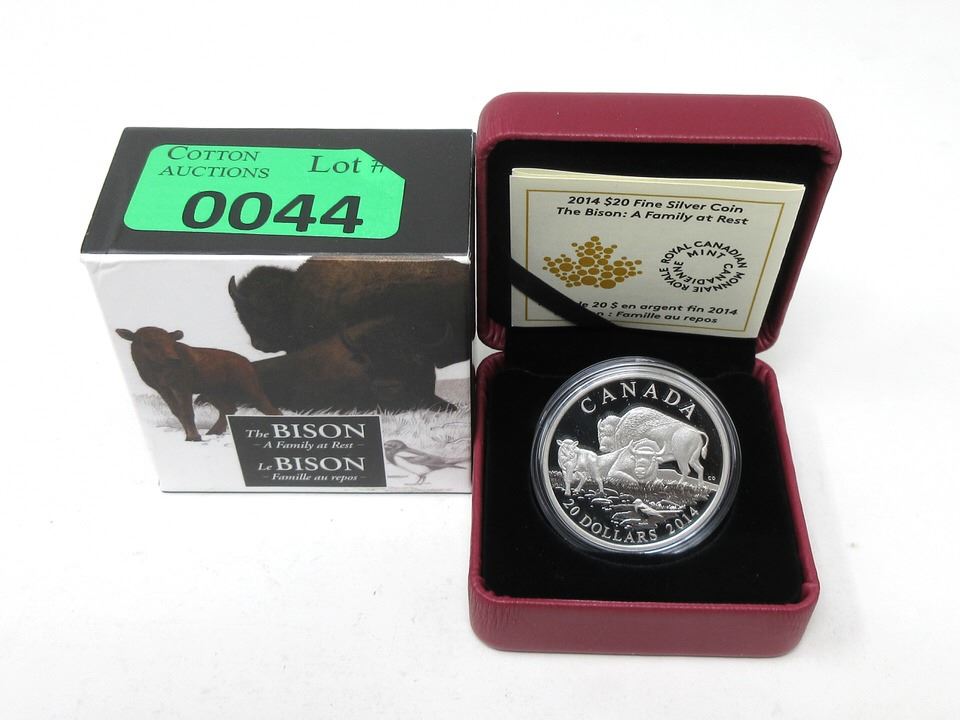 COTTON
AUCTIONS
Lot #
0044
The BISON
- A Family at Rest -
Le BISON
- Famille au repos -
2014 $20 Fine Silver Coin
The Bison: A Family at Rest
ROYAL CANADIAN MINT
MONNAIE ROYALE CANADIENNE
de 20 $ en argent fin 2014
: Famille au repos
CANADA
20 DOLLARS 2014